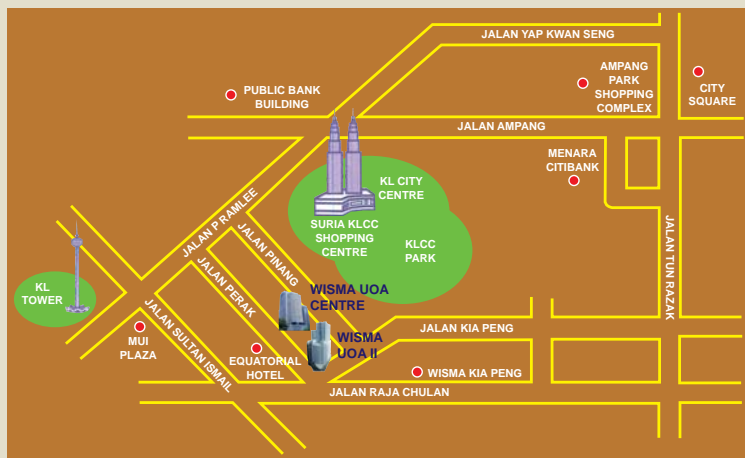 JALAN YAP KWAN SENG
PUBLIC BANK
BUILDING
AMPANG
PARK
SHOPPING
COMPLEX
CITY
SQUARE
JALAN AMPANG
MENARA
CITIBANK
KL CITY
CENTRE
SURIA KLCC
SHOPPING
CENTRE
KLCC
PARK
JALAN P RAMLEE
JALAN PINANG
JALAN PERAK
JALAN TUN RAZAK
KL
TOWER
WISMA UOA
CENTRE
WISMA
UOA II
JALAN KIA PENG
MUI
PLAZA
JALAN SULTAN ISMAIL
EQUATORIAL
HOTEL
WISMA KIA PENG
JALAN RAJA CHULAN